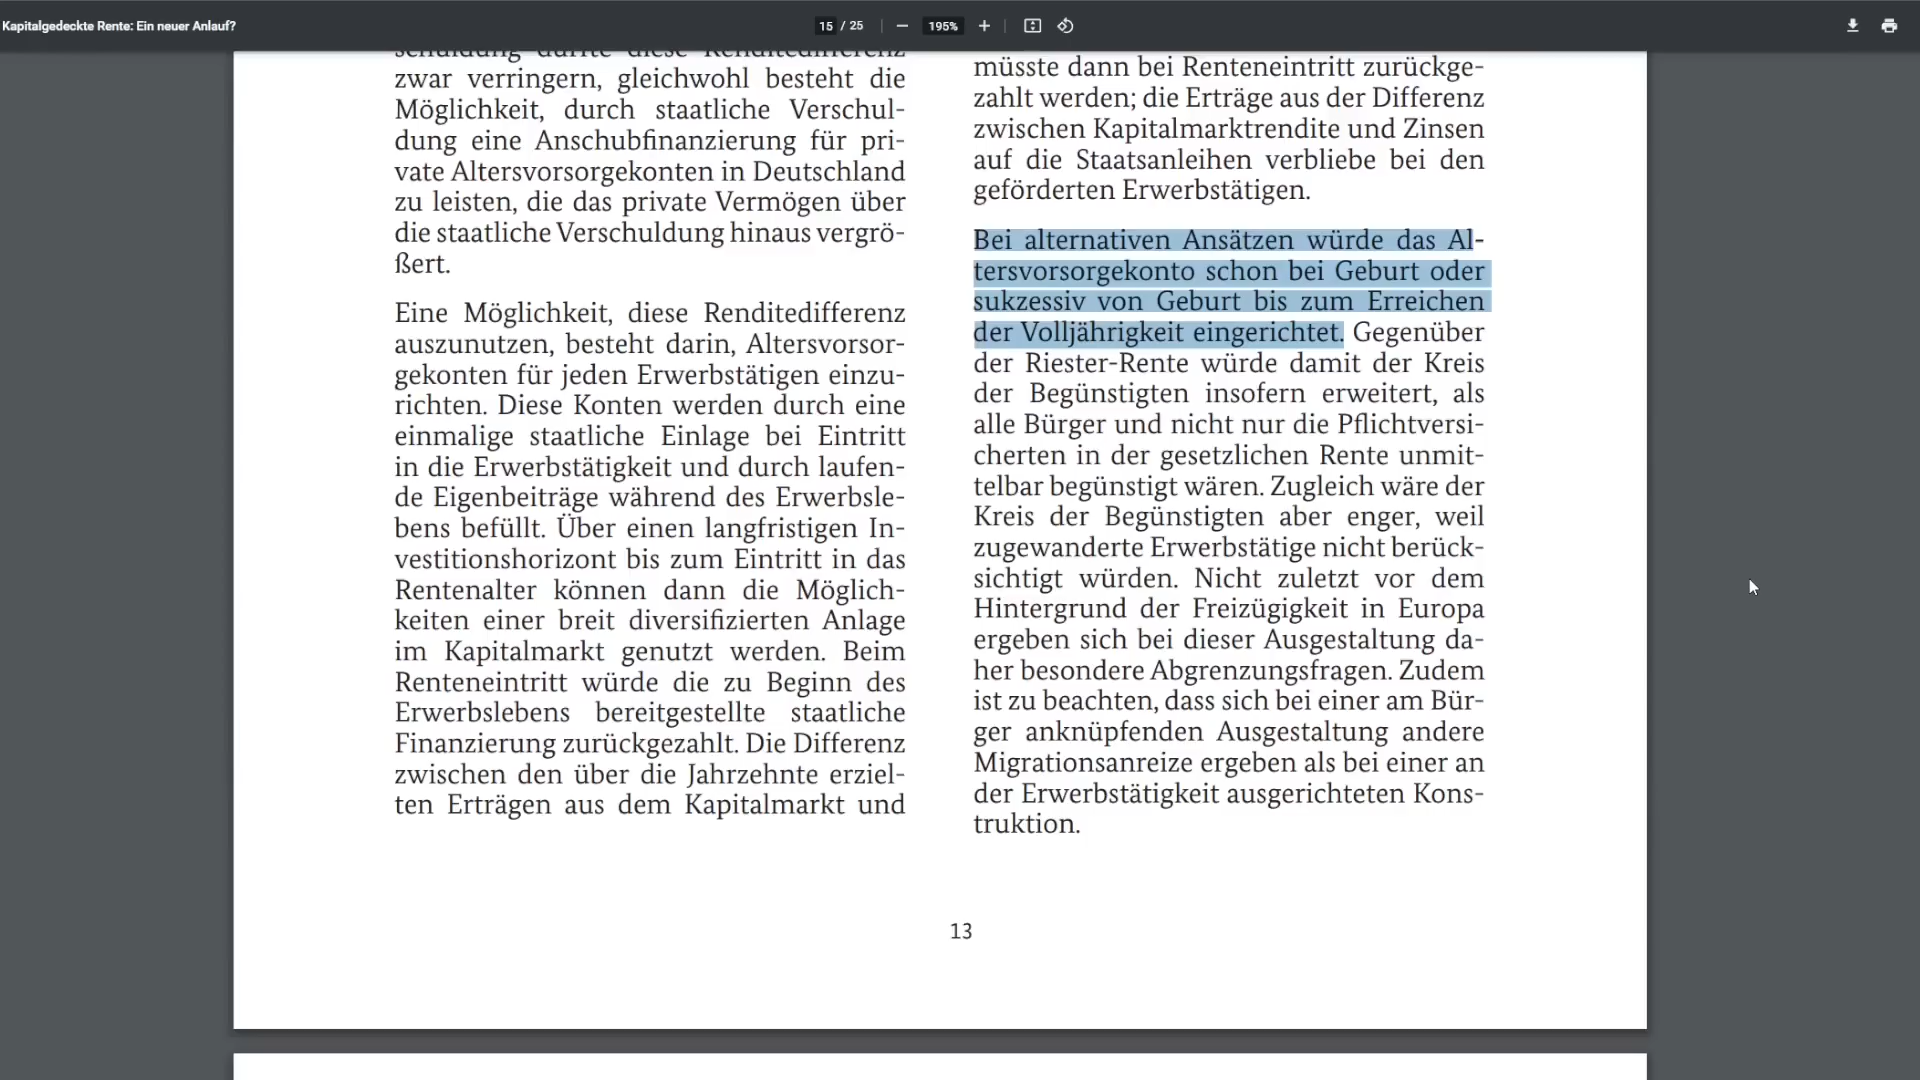 Kapitalgedeckte Rente: Ein neuer Anlauf?
15 / 25
195%
schuldung dürfte diese Renditedifferenz
zwar verringern, gleichwohl besteht die
Möglichkeit, durch staatliche Verschul-
dung eine Anschubfinanzierung für pri-
vate Altersvorsorgekonten in Deutschland
zu leisten, die das private Vermögen über
die staatliche Verschuldung hinaus vergrö-
ßert.
Eine Möglichkeit, diese Renditedifferenz
auszunutzen, besteht darin, Altersvorsor-
gekonten für jeden Erwerbstätigen einzu-
richten. Diese Konten werden durch eine
einmalige staatliche Einlage bei Eintritt
in die Erwerbstätigkeit und durch laufen-
de Eigenbeiträge während des Erwerbsle-
bens befüllt. Über einen langfristigen In-
vestitionshorizont bis zum Eintritt in das
Rentenalter können dann die Möglich-
keiten einer breit diversifizierten Anlage
im Kapitalmarkt genutzt werden. Beim
Renteneintritt würde die zu Beginn des
Erwerbslebens bereitgestellte staatliche
Finanzierung zurückgezahlt. Die Differenz
zwischen den über die Jahrzehnte erziel-
ten Erträgen aus dem Kapitalmarkt und
müsste dann bei Renteneintritt zurückge-
zahlt werden; die Erträge aus der Differenz
zwischen Kapitalmarktrendite und Zinsen
auf die Staatsanleihen verbliebe bei den
geförderten Erwerbstätigen.
Bei alternativen Ansätzen würde das Al-
tersvorsorgekonto schon bei Geburt oder
sukzessiv von Geburt bis zum Erreichen
der Volljährigkeit eingerichtet. Gegenüber
der Riester-Rente würde damit der Kreis
der Begünstigten insofern erweitert, als
alle Bürger und nicht nur die Pflichtversi-
cherten in der gesetzlichen Rente unmit-
telbar begünstigt wären. Zugleich wäre der
Kreis der Begünstigten aber enger, weil
zugewanderte Erwerbstätige nicht berück-
sichtigt würden. Nicht zuletzt vor dem
Hintergrund der Freizügigkeit in Europa
ergeben sich bei dieser Ausgestaltung da-
her besondere Abgrenzungsfragen. Zudem
ist zu beachten, dass sich bei einer am Bür-
ger anknüpfenden Ausgestaltung andere
Migrationsanreize ergeben als bei einer an
der Erwerbstätigkeit ausgerichteten Kons-
truktion.
13